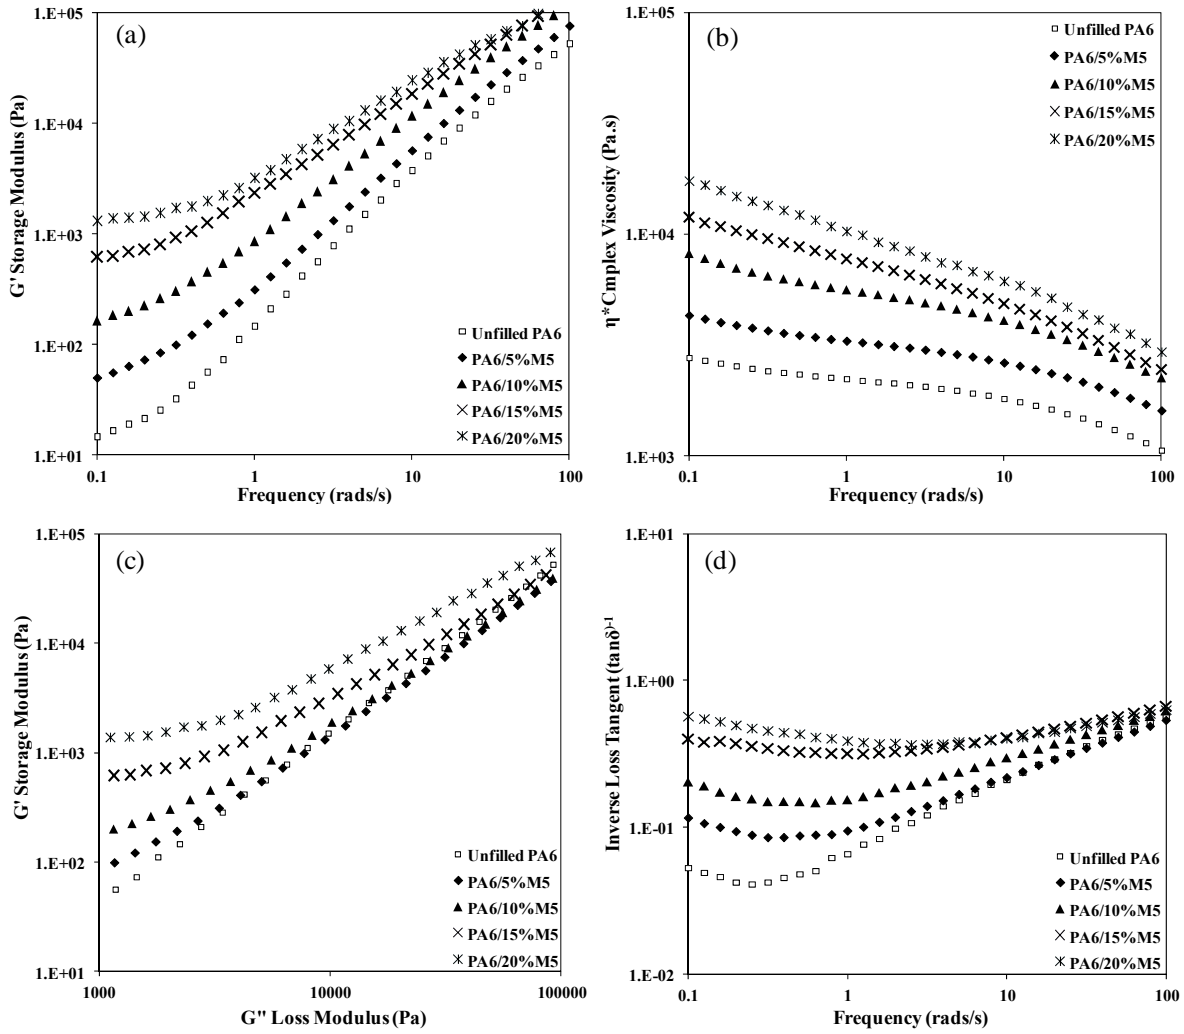 (a)
G' Storage Modulus (Pa)
1.E+05
1.E+04
1.E+03
1.E+02
1.E+01
0.1
1
10
100
Frequency (rads/s)
Unfilled PA6
PA6/5%M5
PA6/10%M5
PA6/15%M5
PA6/20%M5
(b)
η*Cmplex Viscosity (Pa.s)
1.E+05
1.E+04
1.E+03
0.1
1
10
100
Frequency (rads/s)
Unfilled PA6
PA6/5%M5
PA6/10%M5
PA6/15%M5
PA6/20%M5
(c)
G' Storage Modulus (Pa)
1.E+05
1.E+04
1.E+03
1.E+02
1.E+01
1000
10000
100000
G'' Loss Modulus (Pa)
Unfilled PA6
PA6/5%M5
PA6/10%M5
PA6/15%M5
PA6/20%M5
(d)
Inverse Loss Tangent (tanδ)-1
1.E+01
1.E+00
1.E-01
1.E-02
0.1
1
10
100
Frequency (rads/s)
Unfilled PA6
PA6/5%M5
PA6/10%M5
PA6/15%M5
PA6/20%M5